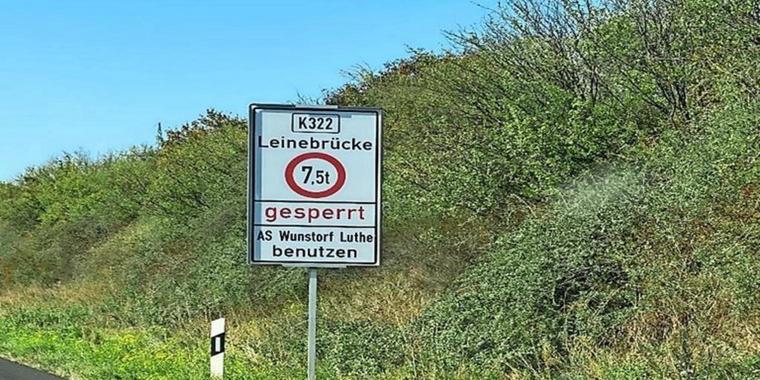 K322
Leinebrücke
7,5t
gesperrt
AS Wunstorf Luthe
benutzen